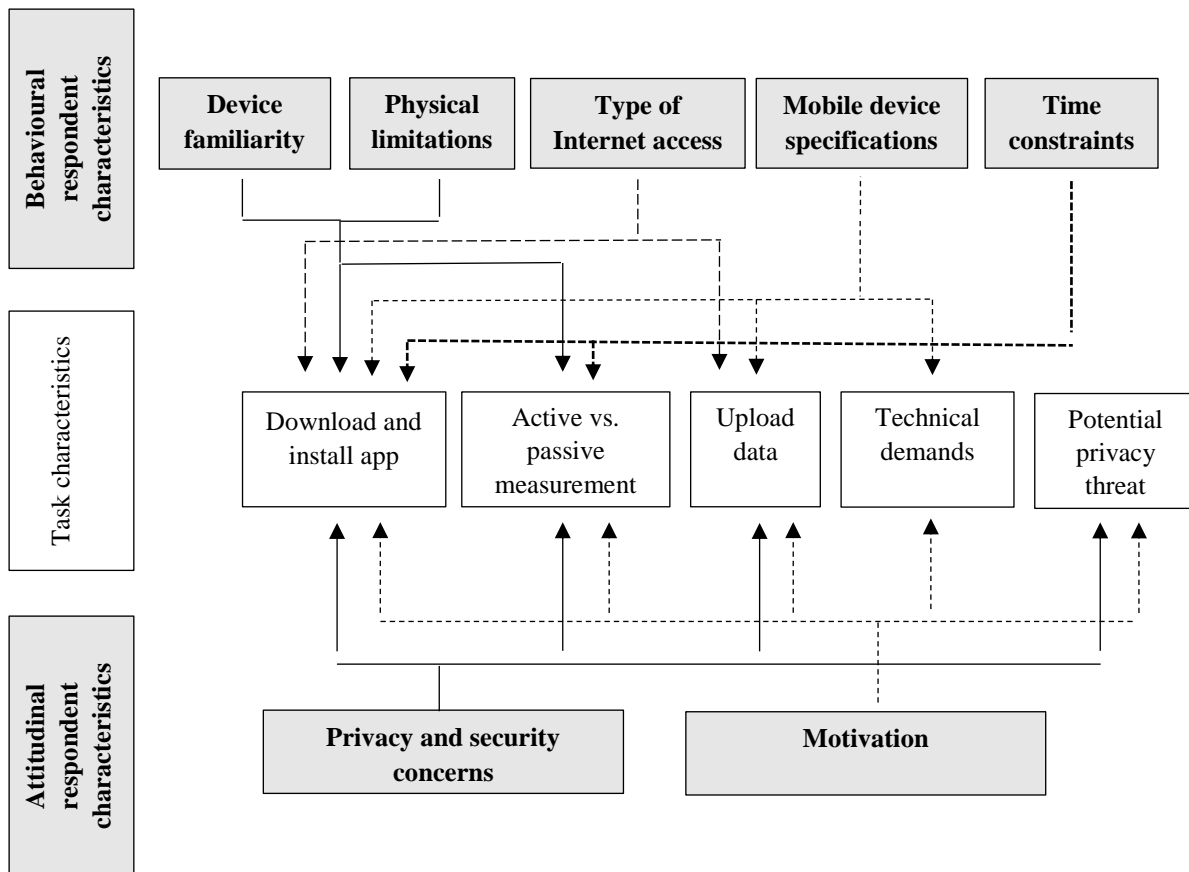 Behavioural
respondent
characteristics
Device
familiarity
Physical
limitations
Type of
Internet access
Mobile device
specifications
Time
constraints
Task characteristics
Download and
install app
Active vs.
passive
measurement
Upload
data
Technical
demands
Potential
privacy
threat
Attitudinal
respondent
characteristics
Privacy and security
concerns
Motivation